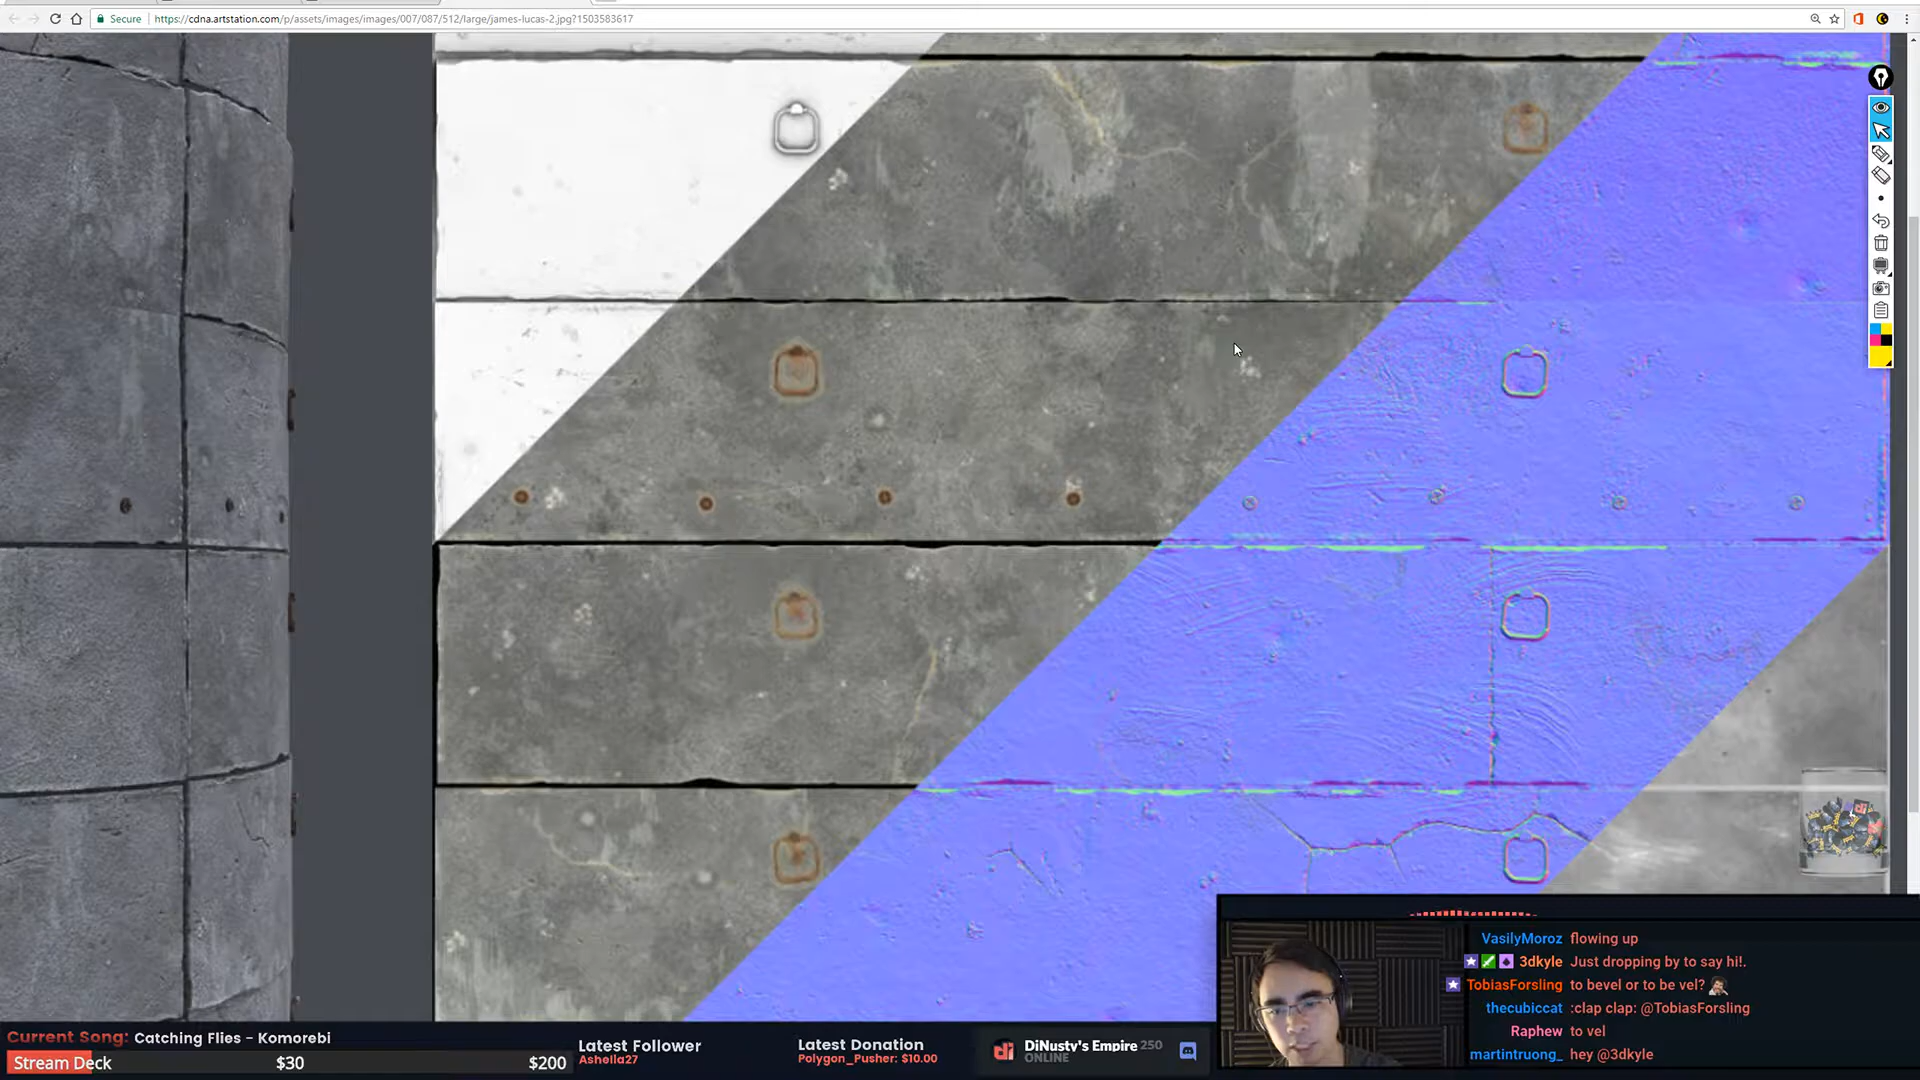 Secure
https://cdna.artstation.com/p/assets/images/images/007/087/512/large/james-lucas-2.jpg?1503583617
VasilyMoroz flowing up
3dkyle Just dropping by to say hi!.
TobiasForsling to bevel or to be vel?
thecubiccat :clap clap: @TobiasForsling
Raphew to vel
martintruong_ hey @3dkyle
Current Song: Catching Flies - Komorebi
Stream Deck $30 $200
Latest Follower
Ashella27
Latest Donation
Polygon_Pusher: $10.00
di
DiNusty's Empire 250
ONLINE